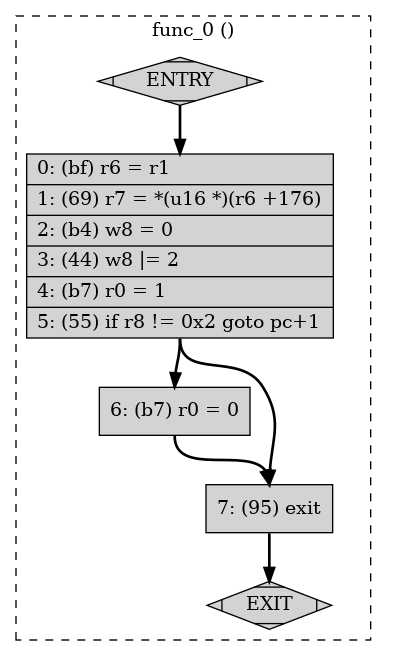 func_0 ()
ENTRY
0: (bf) r6 = r1
1: (69) r7 = *(u16 *)(r6 +176)
2: (b4) w8 = 0
3: (44) w8 |= 2
4: (b7) r0 = 1
5: (55) if r8 != 0x2 goto pc+1
6: (b7) r0 = 0
7: (95) exit
EXIT